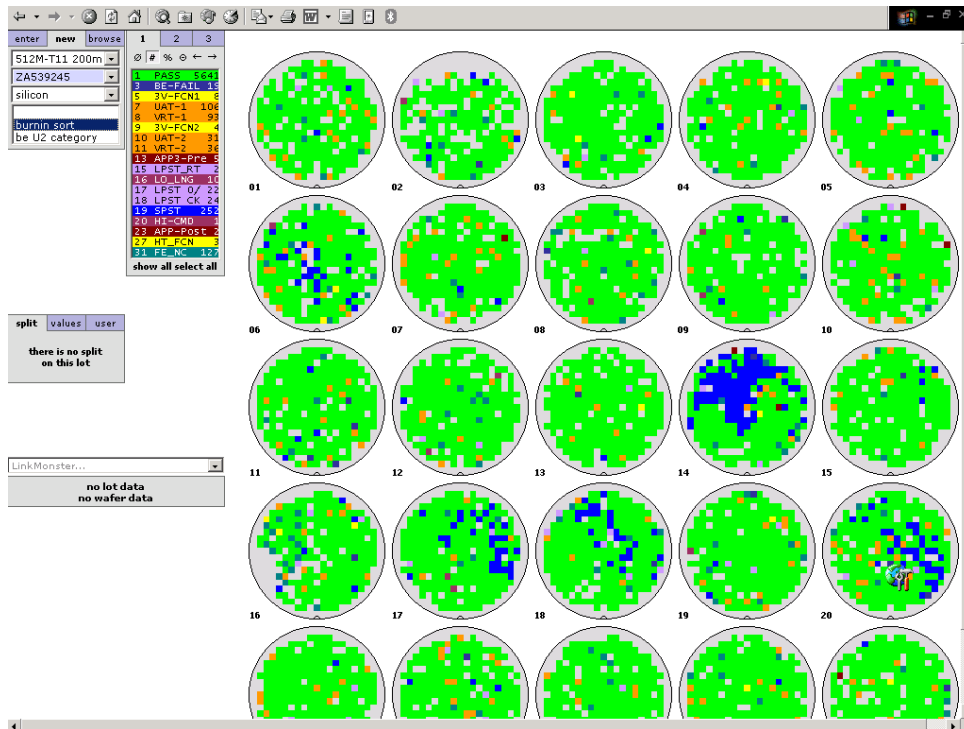 enter new browse 1 2 3
512M-T11 200m
Ø # % ⊖ ← →
ZA539245
silicon
burnin sort
be U2 category
1 PASS 5641
3 BE-FAIL 19
5 3V-FCN1 8
7 UAT-1 106
8 VRT-1 93
9 3V-FCN2 4
10 UAT-2 31
11 VRT-2 36
13 APP3-Pre 5
15 LPST_RT 2
16 LO_LNG 10
17 LPST 0/ 22
18 LPST CK 24
19 SPST 252
20 HI-CMD 1
23 APP-Post 2
27 HT_FCN 3
31 FE_NC 127
show all select all
split values user
there is no split
on this lot
LinkMonster...
no lot data
no wafer data
01 02 03 04 05
06 07 08 09 10
11 12 13 14 15
16 17 18 19 20